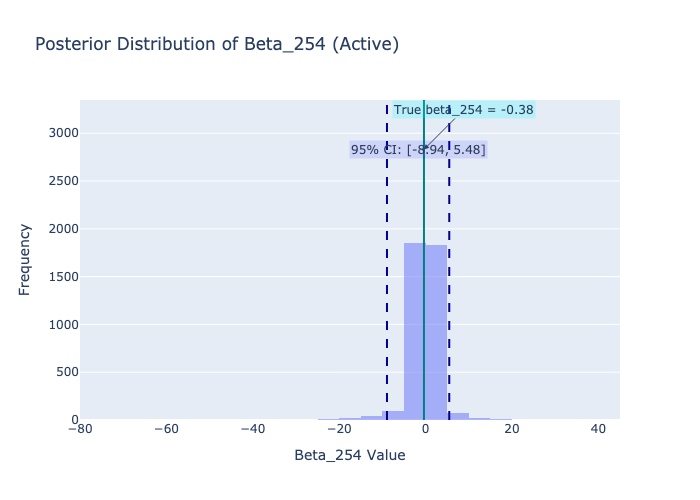 Posterior Distribution of Beta_254 (Active)
True beta_254 = -0.38
95% CI: [-8.94, 5.48]
3000
2500
2000
1500
1000
500
0
Frequency
−80
−60
−40
−20
0
20
40
Beta_254 Value